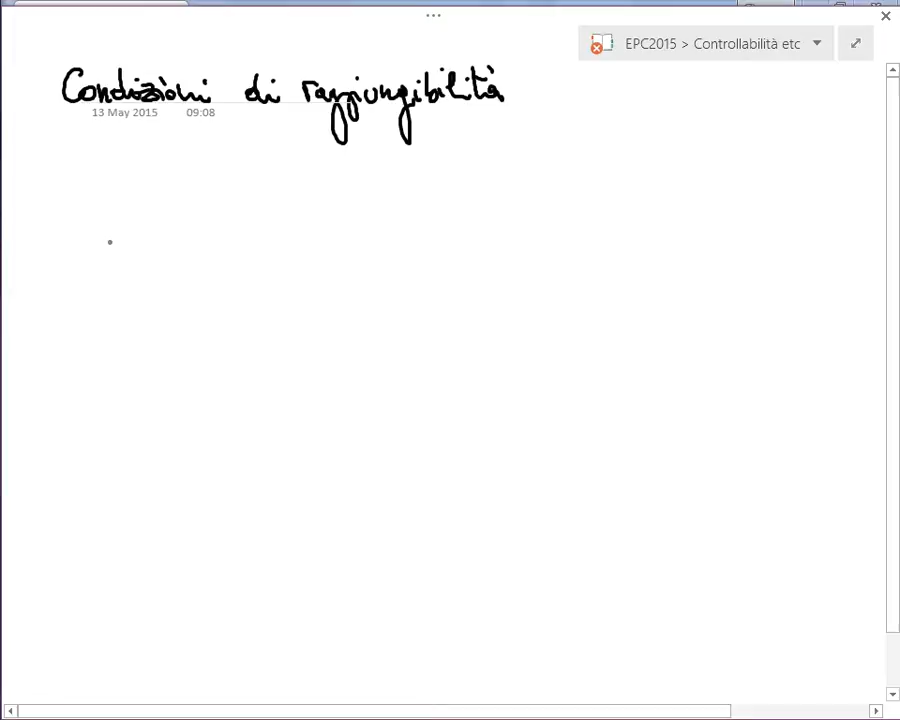 EPC2015 > Controllabilità etc
Condizioni di raggiungibilità
13 May 2015 09:08